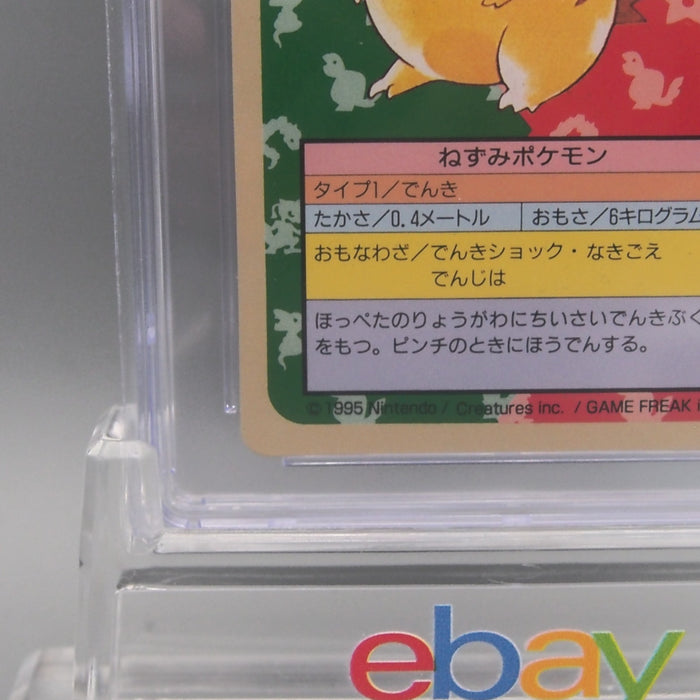 ねずみポケモン
タイプ1/でんき
たかさ/0.4メートル おもさ/6キログラム
おもなわざ/でんきショック・なきごえ
でんじは
ほっぺたのりょうがわにちいさいでんきぶく
をもつ。ピンチのときにほうでんする。
© 1995 Nintendo / Creatures inc. / GAME FREAK i
ebay